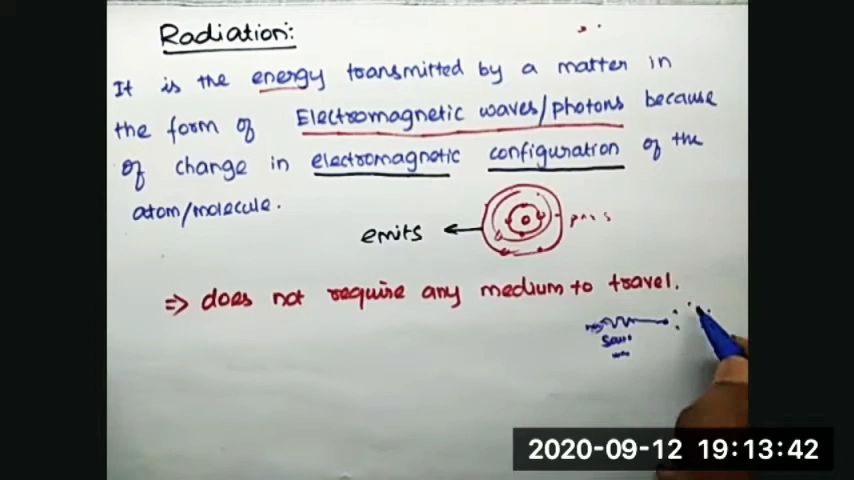 Radiation:
It is the energy transmitted by a matter in
the form of Electromagnetic waves/photons because
of change in electromagnetic configuration of the
atom/molecule.
emits
⇒ does not require any medium to travel.
2020-09-12 19:13:42